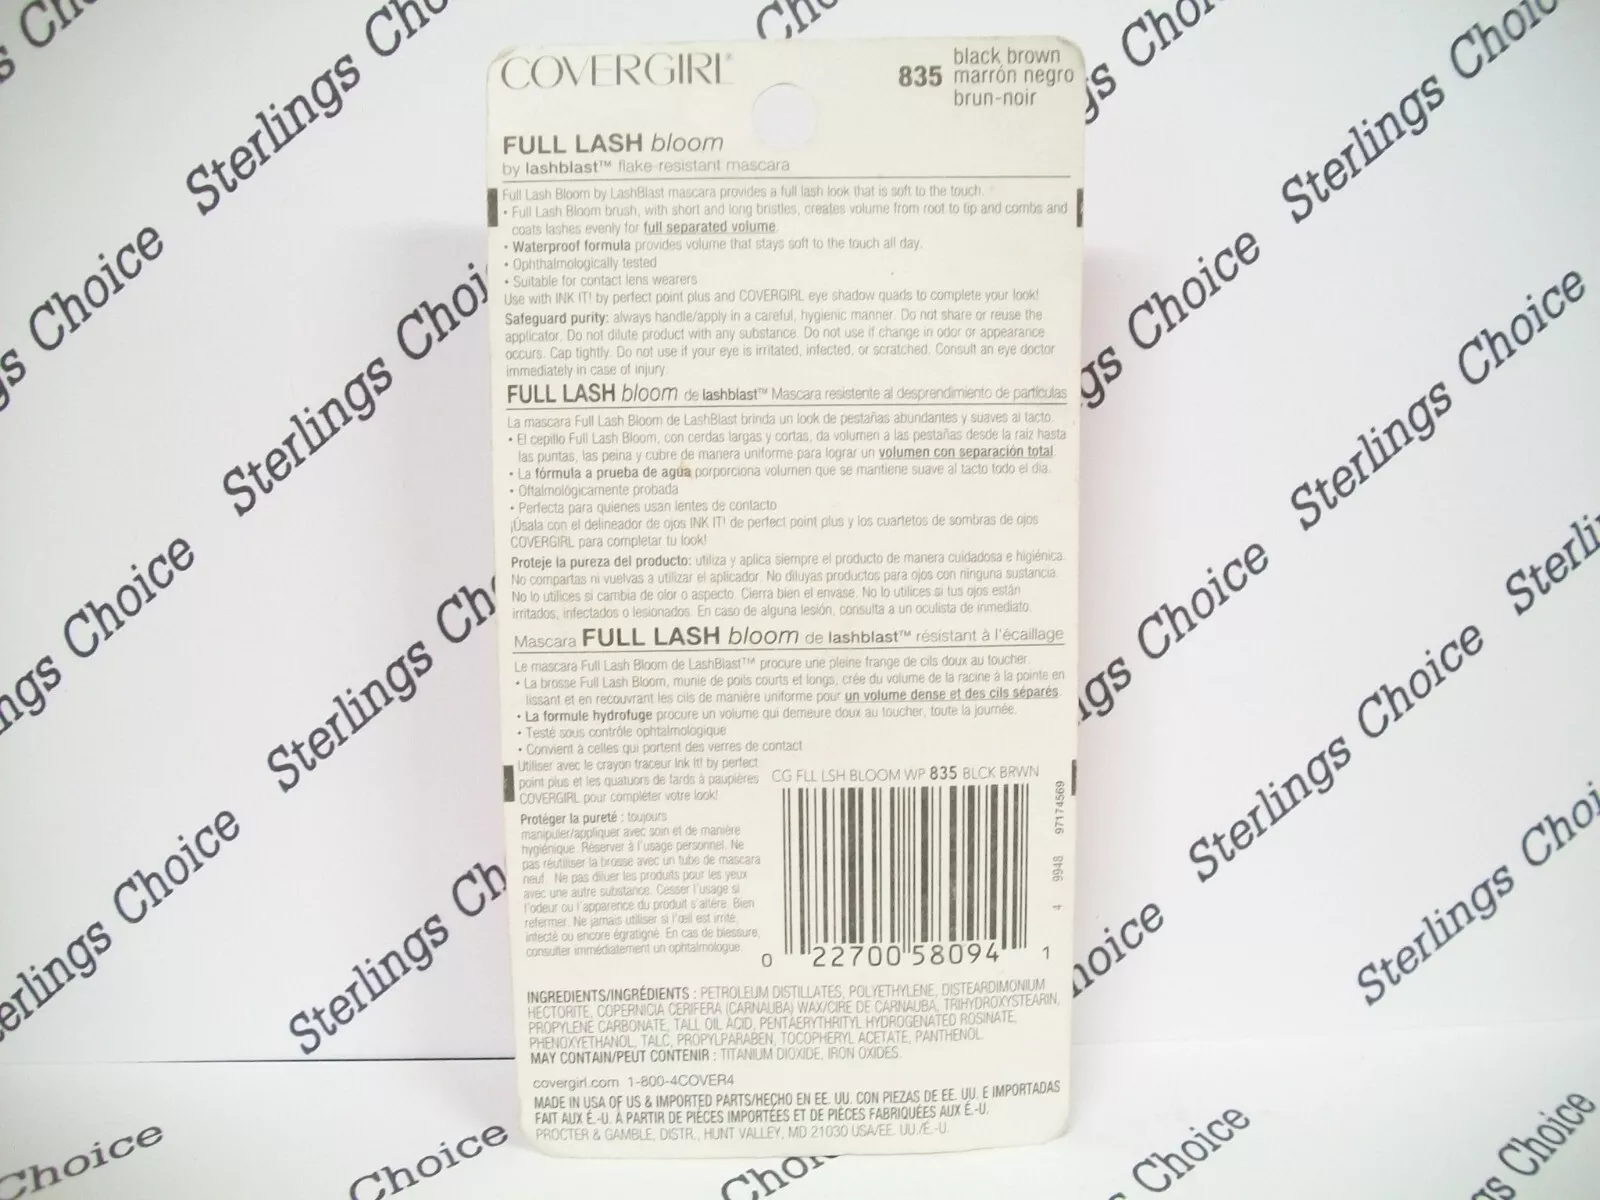 COVERGIRL®
835
black brown
marrón negro
brun-noir
FULL LASH bloom
by lashblast™ flake-resistant mascara
Full Lash Bloom by LashBlast mascara provides a full lash look that is soft to the touch.
• Full Lash Bloom brush, with short and long bristles, creates volume from root to tip and combs and
coats lashes evenly for full separated volume.
• Waterproof formula provides volume that stays soft to the touch all day.
• Ophthalmologically tested
• Suitable for contact lens wearers
Use with INK IT! by perfect point plus and COVERGIRL eye shadow quads to complete your look!
Safeguard purity: always handle/apply in a careful, hygienic manner. Do not share or reuse the
applicator. Do not dilute product with any substance. Do not use if change in odor or appearance
occurs. Cap tightly. Do not use if your eye is irritated, infected, or scratched. Consult an eye doctor
immediately in case of injury.
FULL LASH bloom de lashblast™ Mascara resistente al desprendimiento de partículas
La mascara Full Lash Bloom de LashBlast brinda un look de pestañas abundantes y suaves al tacto.
• El cepillo Full Lash Bloom, con cerdas largas y cortas, da volumen a las pestañas desde la raíz hasta
las puntas, las peina y cubre de manera uniforme para lograr un volumen con separación total.
• La fórmula a prueba de agua porporciona volumen que se mantiene suave al tacto todo el día.
• Oftalmológicamente probada
• Perfecta para quienes usan lentes de contacto
¡Úsala con el delineador de ojos INK IT! de perfect point plus y los cuartetos de sombras de ojos
COVERGIRL para completar tu look!
Proteje la pureza del producto: utiliza y aplica siempre el producto de manera cuidadosa e higiénica.
No compartas ni vuelvas a utilizar el aplicador. No diluyas productos para ojos con ninguna sustancia.
No lo utilices si cambia de olor o aspecto. Cierra bien el envase. No lo utilices si tus ojos están
irritados, infectados o lesionados. En caso de alguna lesión, consulta a un oculista de inmediato.
Mascara FULL LASH bloom de lashblast™ résistant à l'écaillage
Le mascara Full Lash Bloom de LashBlast™ procure une pleine frange de cils doux au toucher.
• La brosse Full Lash Bloom, munie de poils courts et longs, crée du volume de la racine à la pointe en
lissant et en recouvrant les cils de manière uniforme pour un volume dense et des cils séparés.
• La formule hydrofuge procure un volume qui demeure doux au toucher, toute la journée.
• Testé sous contrôle ophtalmologique
• Convient à celles qui portent des verres de contact
Utiliser avec le crayon traceur Ink It! by perfect
point plus et les quatuors de fards à paupières
COVERGIRL pour compléter votre look!
Protéger la pureté : toujours
manipuler/appliquer avec soin et de manière
hygiénique. Réserver à l'usage personnel. Ne
pas réutiliser la brosse avec un tube de mascara
neuf. Ne pas diluer les produits pour les yeux
avec une autre substance. Cesser l'usage si
l'odeur ou l'apparence du produit s'altère. Bien
refermer. Ne jamais utiliser si l'œil est irrité,
infecté ou encore égratigné. En cas de blessure,
consulter immédiatement un ophtalmologue.
CG FLL LSH BLOOM WP 835 BLCK BRWN
0 22700 58094 1
4 9948 97174569
INGREDIENTS/INGRÉDIENTS : PETROLEUM DISTILLATES, POLYETHYLENE, DISTEARDIMONIUM
HECTORITE, COPERNICIA CERIFERA (CARNAUBA) WAX/CIRE DE CARNAUBA, TRIHYDROXYSTEARIN,
PROPYLENE CARBONATE, TALL OIL ACID, PENTAERYTHRITYL HYDROGENATED ROSINATE,
PHENOXYETHANOL, TALC, PROPYLPARABEN, TOCOPHERYL ACETATE, PANTHENOL.
MAY CONTAIN/PEUT CONTENIR : TITANIUM DIOXIDE, IRON OXIDES.
covergirl.com 1-800-4COVER4
MADE IN USA OF US & IMPORTED PARTS/HECHO EN EE. UU. CON PIEZAS DE EE. UU. E IMPORTADAS
FAIT AUX É.-U. À PARTIR DE PIÈCES IMPORTÉES ET DE PIÈCES FABRIQUÉES AUX É.-U.
PROCTER & GAMBLE, DISTR., HUNT VALLEY, MD 21030 USA/EE. UU./É.-U.
Sterlings Choice
Sterlings Choice
Sterlings Choice
Sterlings Choice
Sterlings Choice
Sterlings Choice
Sterlings Choice
Sterlings Choice